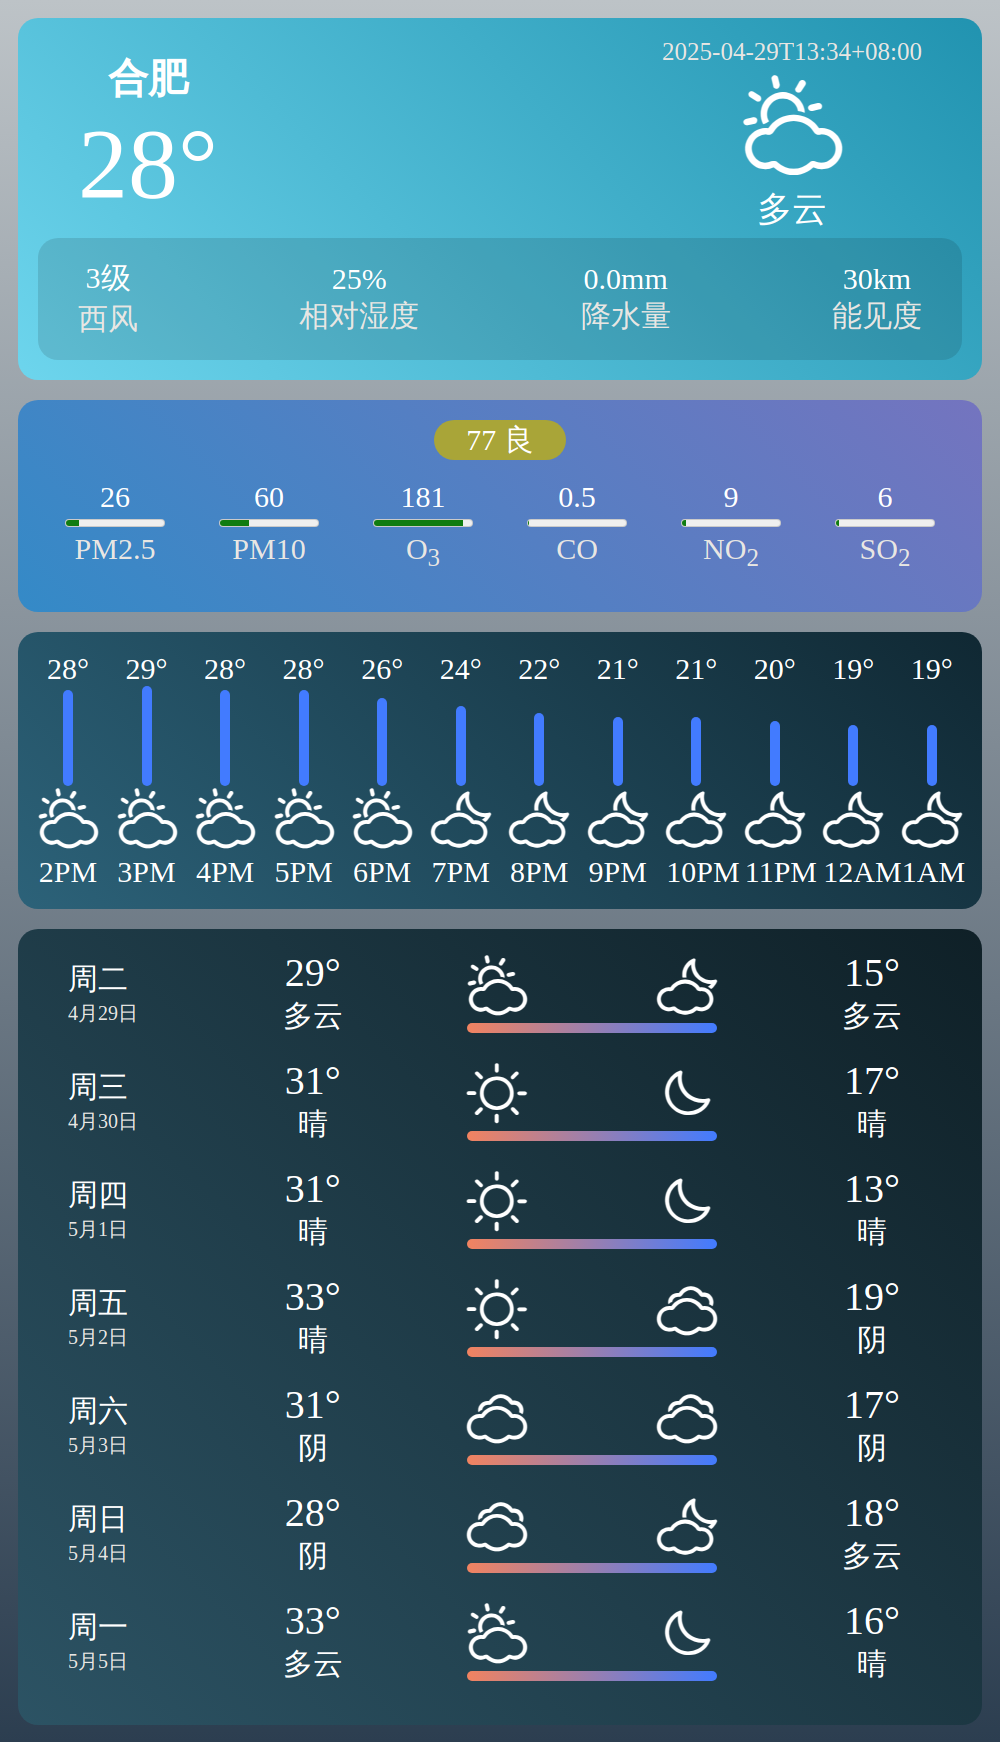 合肥
28°
2025-04-29T13:34+08:00
多云
3级 25% 0.0mm 30km
西风 相对湿度 降水量 能见度
77 良
26 60 181 0.5 9 6
PM2.5 PM10 O3 CO NO2 SO2
28° 29° 28° 28° 26° 24° 22° 21° 21° 20° 19° 19°
2PM 3PM 4PM 5PM 6PM 7PM 8PM 9PM 10PM 11PM 12AM 1AM
周二 29° 15°
4月29日 多云 多云
周三 31° 17°
4月30日 晴 晴
周四 31° 13°
5月1日 晴 晴
周五 33° 19°
5月2日 晴 阴
周六 31° 17°
5月3日 阴 阴
周日 28° 18°
5月4日 阴 多云
周一 33° 16°
5月5日 多云 晴